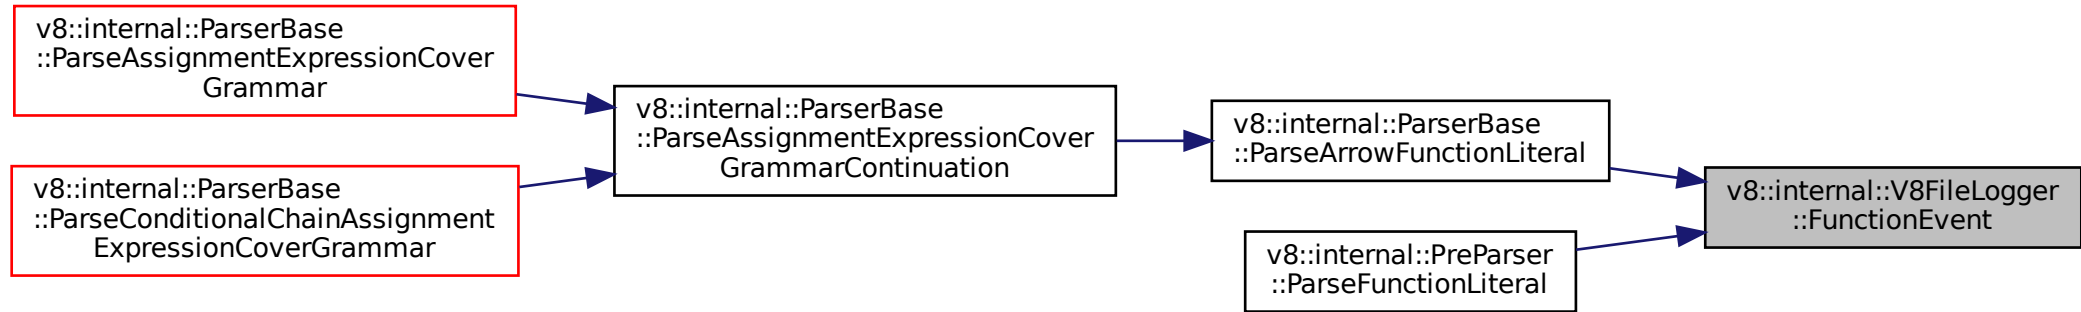 v8::internal::ParserBase
::ParseAssignmentExpressionCover
Grammar
v8::internal::ParserBase
::ParseConditionalChainAssignment
ExpressionCoverGrammar
v8::internal::ParserBase
::ParseAssignmentExpressionCover
GrammarContinuation
v8::internal::ParserBase
::ParseArrowFunctionLiteral
v8::internal::PreParser
::ParseFunctionLiteral
v8::internal::V8FileLogger
::FunctionEvent